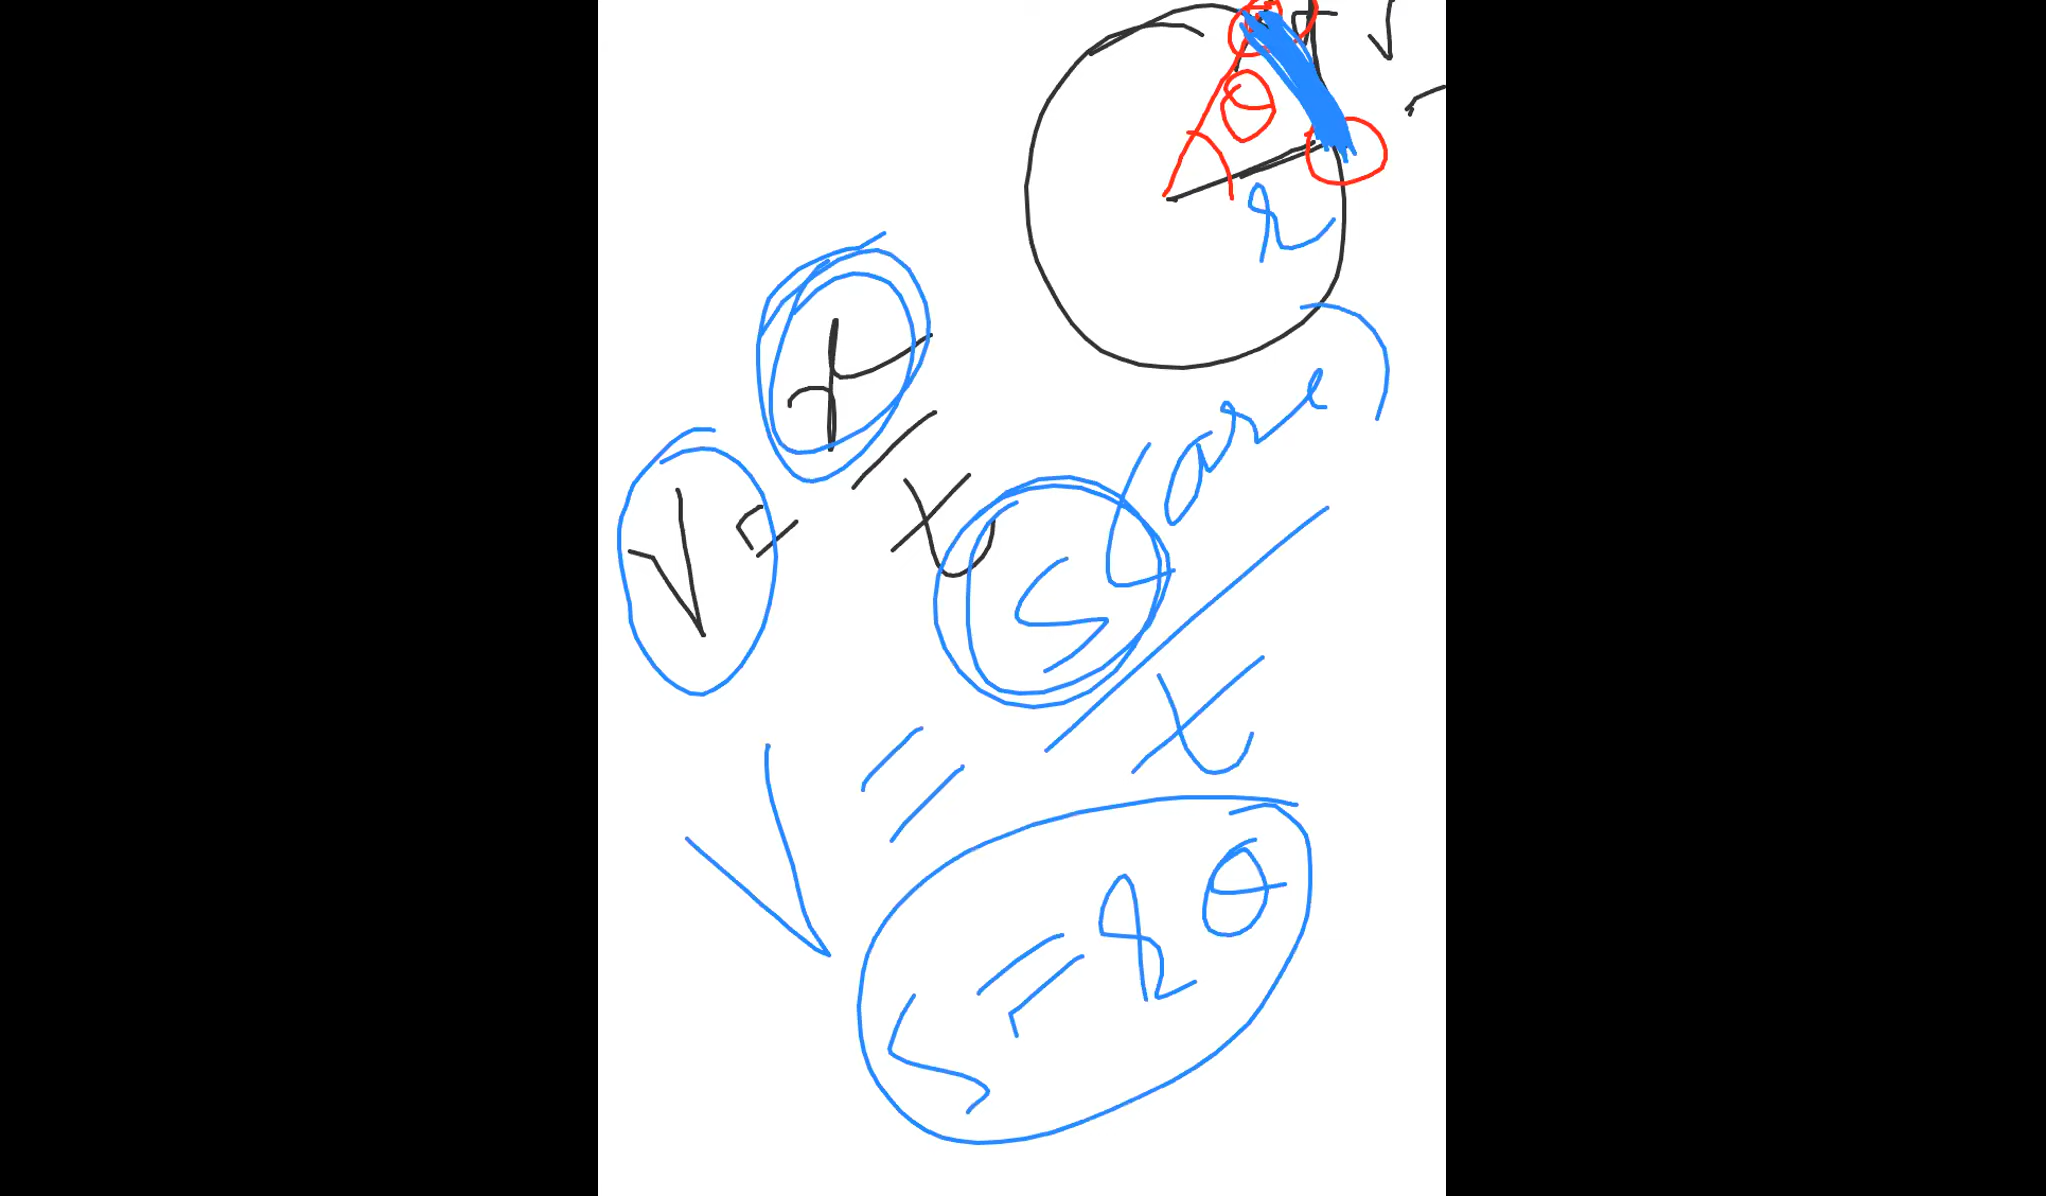 θ
r
r
V =
t
S (arc)
V =
t
S = rθ